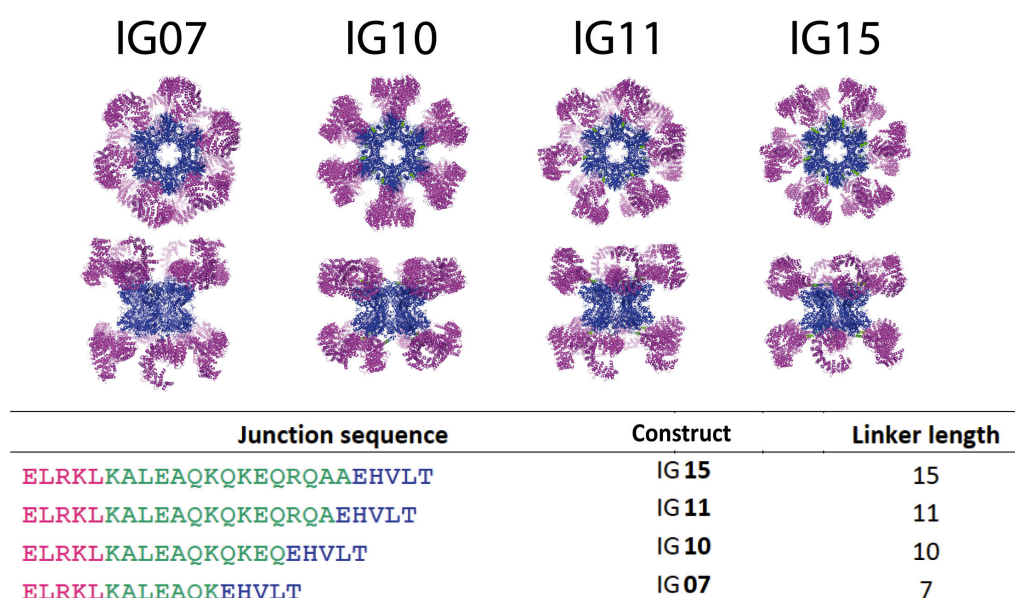 IG07 IG10 IG11 IG15
Junction sequence Construct Linker length
ELRKLKALEAQKQKEQRQAAEHVLT IG15 15
ELRKLKALEAQKQKEQRQAEHVLT IG11 11
ELRKLKALEAQKQKEQEHVLT IG10 10
ELRKLKALEAQKEHVLT IG07 7